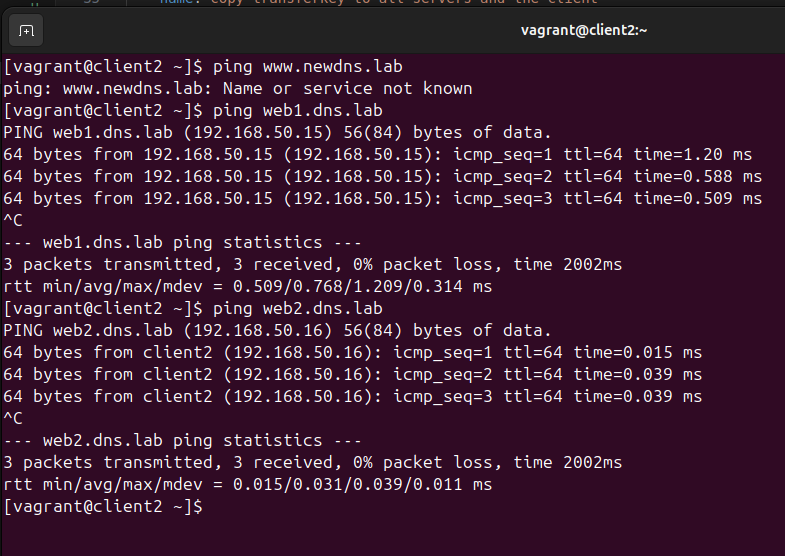 name: Copy transferkey to all servers and the client
vagrant@client2:~
[vagrant@client2 ~]$ ping www.newdns.lab
ping: www.newdns.lab: Name or service not known
[vagrant@client2 ~]$ ping web1.dns.lab
PING web1.dns.lab (192.168.50.15) 56(84) bytes of data.
64 bytes from 192.168.50.15 (192.168.50.15): icmp_seq=1 ttl=64 time=1.20 ms
64 bytes from 192.168.50.15 (192.168.50.15): icmp_seq=2 ttl=64 time=0.588 ms
64 bytes from 192.168.50.15 (192.168.50.15): icmp_seq=3 ttl=64 time=0.509 ms
^C
--- web1.dns.lab ping statistics ---
3 packets transmitted, 3 received, 0% packet loss, time 2002ms
rtt min/avg/max/mdev = 0.509/0.768/1.209/0.314 ms
[vagrant@client2 ~]$ ping web2.dns.lab
PING web2.dns.lab (192.168.50.16) 56(84) bytes of data.
64 bytes from client2 (192.168.50.16): icmp_seq=1 ttl=64 time=0.015 ms
64 bytes from client2 (192.168.50.16): icmp_seq=2 ttl=64 time=0.039 ms
64 bytes from client2 (192.168.50.16): icmp_seq=3 ttl=64 time=0.039 ms
^C
--- web2.dns.lab ping statistics ---
3 packets transmitted, 3 received, 0% packet loss, time 2002ms
rtt min/avg/max/mdev = 0.015/0.031/0.039/0.011 ms
[vagrant@client2 ~]$